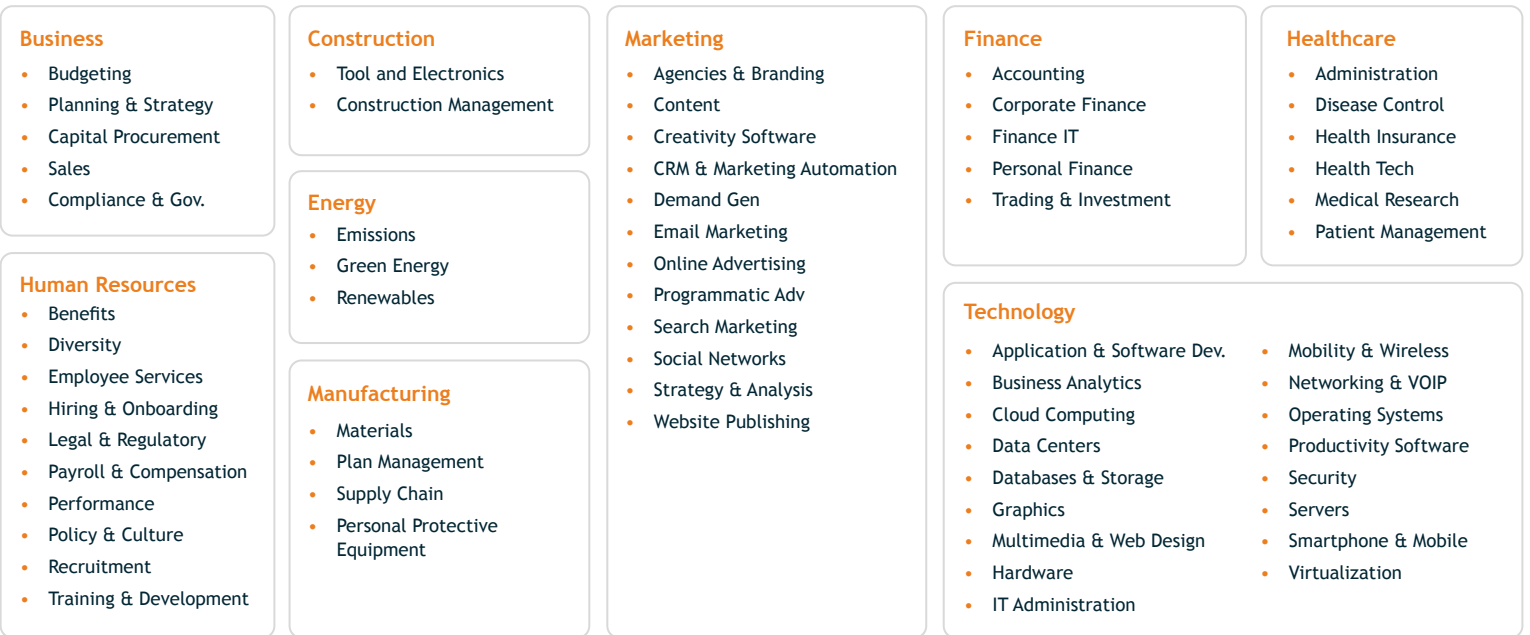 Business
• Budgeting
• Planning & Strategy
• Capital Procurement
• Sales
• Compliance & Gov.
Human Resources
• Benefits
• Diversity
• Employee Services
• Hiring & Onboarding
• Legal & Regulatory
• Payroll & Compensation
• Performance
• Policy & Culture
• Recruitment
• Training & Development
Construction
• Tool and Electronics
• Construction Management
Energy
• Emissions
• Green Energy
• Renewables
Manufacturing
• Materials
• Plan Management
• Supply Chain
• Personal Protective
Equipment
Marketing
• Agencies & Branding
• Content
• Creativity Software
• CRM & Marketing Automation
• Demand Gen
• Email Marketing
• Online Advertising
• Programmatic Adv
• Search Marketing
• Social Networks
• Strategy & Analysis
• Website Publishing
Finance
• Accounting
• Corporate Finance
• Finance IT
• Personal Finance
• Trading & Investment
Healthcare
• Administration
• Disease Control
• Health Insurance
• Health Tech
• Medical Research
• Patient Management
Technology
• Application & Software Dev.
• Business Analytics
• Cloud Computing
• Data Centers
• Databases & Storage
• Graphics
• Multimedia & Web Design
• Hardware
• IT Administration
• Mobility & Wireless
• Networking & VOIP
• Operating Systems
• Productivity Software
• Security
• Servers
• Smartphone & Mobile
• Virtualization